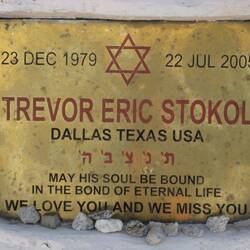 23 DEC 1979 22 JUL 2005
TREVOR ERIC STOKOL
DALLAS TEXAS USA
ת' נ' צ' ב' ה'
MAY HIS SOUL BE BOUND
IN THE BOND OF ETERNAL LIFE
WE LOVE YOU AND WE MISS YOU